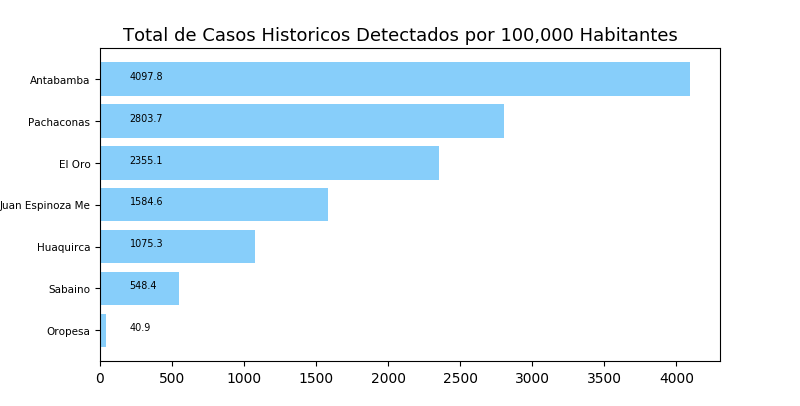 Total de Casos Historicos Detectados por 100,000 Habitantes
Antabamba 4097.8
Pachaconas 2803.7
El Oro 2355.1
Juan Espinoza Me 1584.6
Huaquirca 1075.3
Sabaino 548.4
Oropesa 40.9
0 500 1000 1500 2000 2500 3000 3500 4000